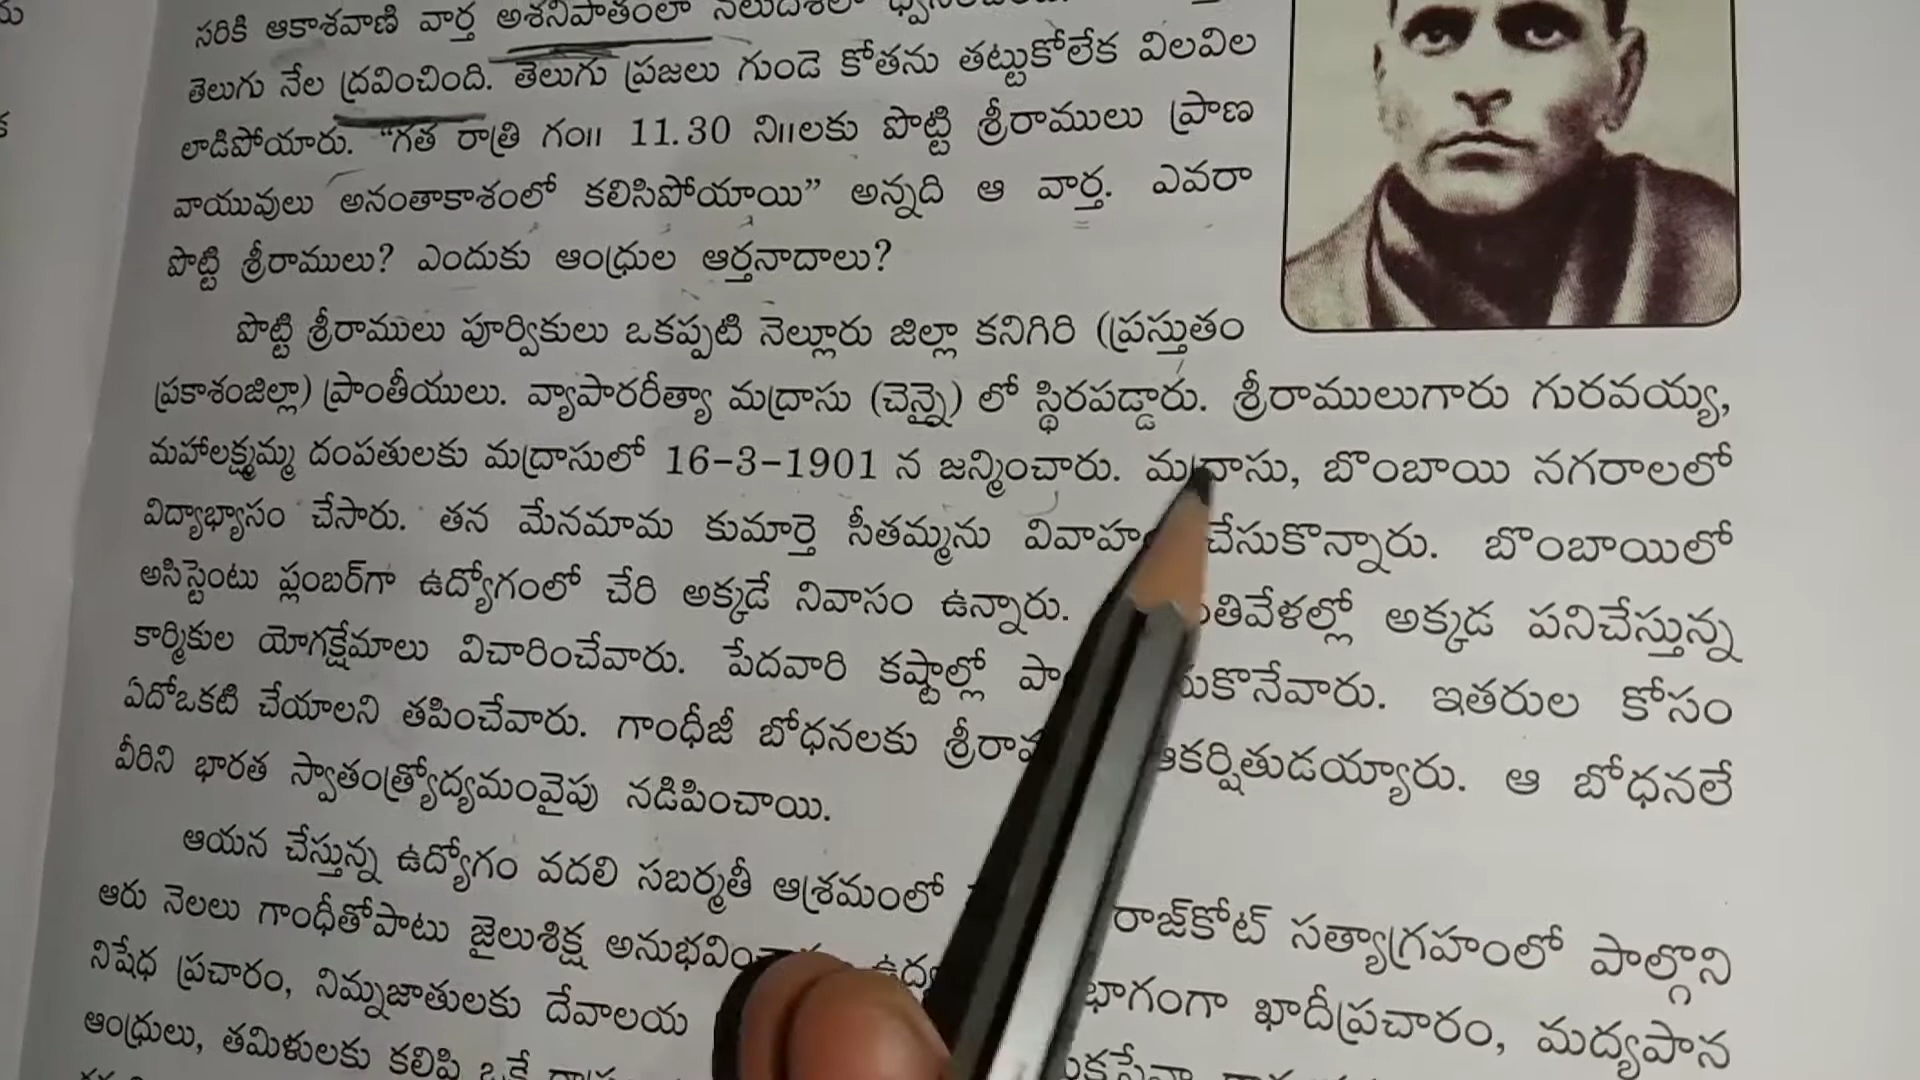 సరికి ఆకాశవాణి వార్త అశనిపాతంలా
తెలుగు నేల ద్రవించింది. తెలుగు ప్రజలు గుండె కోతను తట్టుకోలేక విలవిల
లాడిపోయారు. “గత రాత్రి గం॥ 11.30 ని॥లకు పొట్టి శ్రీరాములు ప్రాణ
వాయువులు అనంతాకాశంలో కలిసిపోయాయి” అన్నది ఆ వార్త. ఎవరా
పొట్టి శ్రీరాములు? ఎందుకు ఆంధ్రుల ఆర్తనాదాలు?
పొట్టి శ్రీరాములు పూర్వికులు ఒకప్పటి నెల్లూరు జిల్లా కనిగిరి (ప్రస్తుతం
ప్రకాశంజిల్లా) ప్రాంతీయులు. వ్యాపారరీత్యా మద్రాసు (చెన్నై) లో స్థిరపడ్డారు. శ్రీరాములుగారు గురవయ్య,
మహాలక్ష్మమ్మ దంపతులకు మద్రాసులో 16-3-1901 న జన్మించారు. మద్రాసు, బొంబాయి నగరాలలో
విద్యాభ్యాసం చేసారు. తన మేనమామ కుమార్తె సీతమ్మను వివాహం చేసుకొన్నారు. బొంబాయిలో
అసిస్టెంటు ప్లంబర్‌గా ఉద్యోగంలో చేరి అక్కడే నివాసం ఉన్నారు. అక్కడ పనిచేస్తున్న
కార్మికుల యోగక్షేమాలు విచారించేవారు. పేదవారి కష్టాల్లో ఇతరుల కోసం
ఏదోఒకటి చేయాలని తపించేవారు. గాంధీజీ బోధనలకు ఆకర్షితుడయ్యారు. ఆ బోధనలే
వీరిని భారత స్వాతంత్ర్యోద్యమంవైపు నడిపించాయి.
ఆయన చేస్తున్న ఉద్యోగం వదలి సబర్మతీ ఆశ్రమంలో రాజ్‌కోట్ సత్యాగ్రహంలో పాల్గొని
ఆరు నెలలు గాంధీతోపాటు జైలుశిక్ష ఖాదీప్రచారం, మద్యపాన
నిషేధ ప్రచారం, నిమ్నజాతులకు దేవాలయ
ఆంధ్రులు, తమిళులకు కలిపి ఒకే